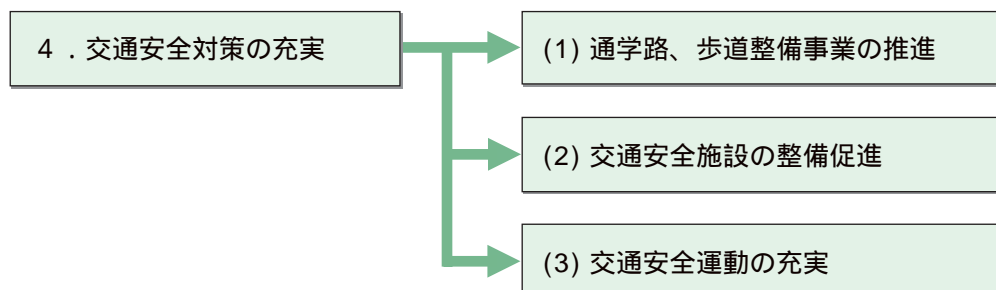 4．交通安全対策の充実
(1) 通学路、歩道整備事業の推進
(2) 交通安全施設の整備促進
(3) 交通安全運動の充実